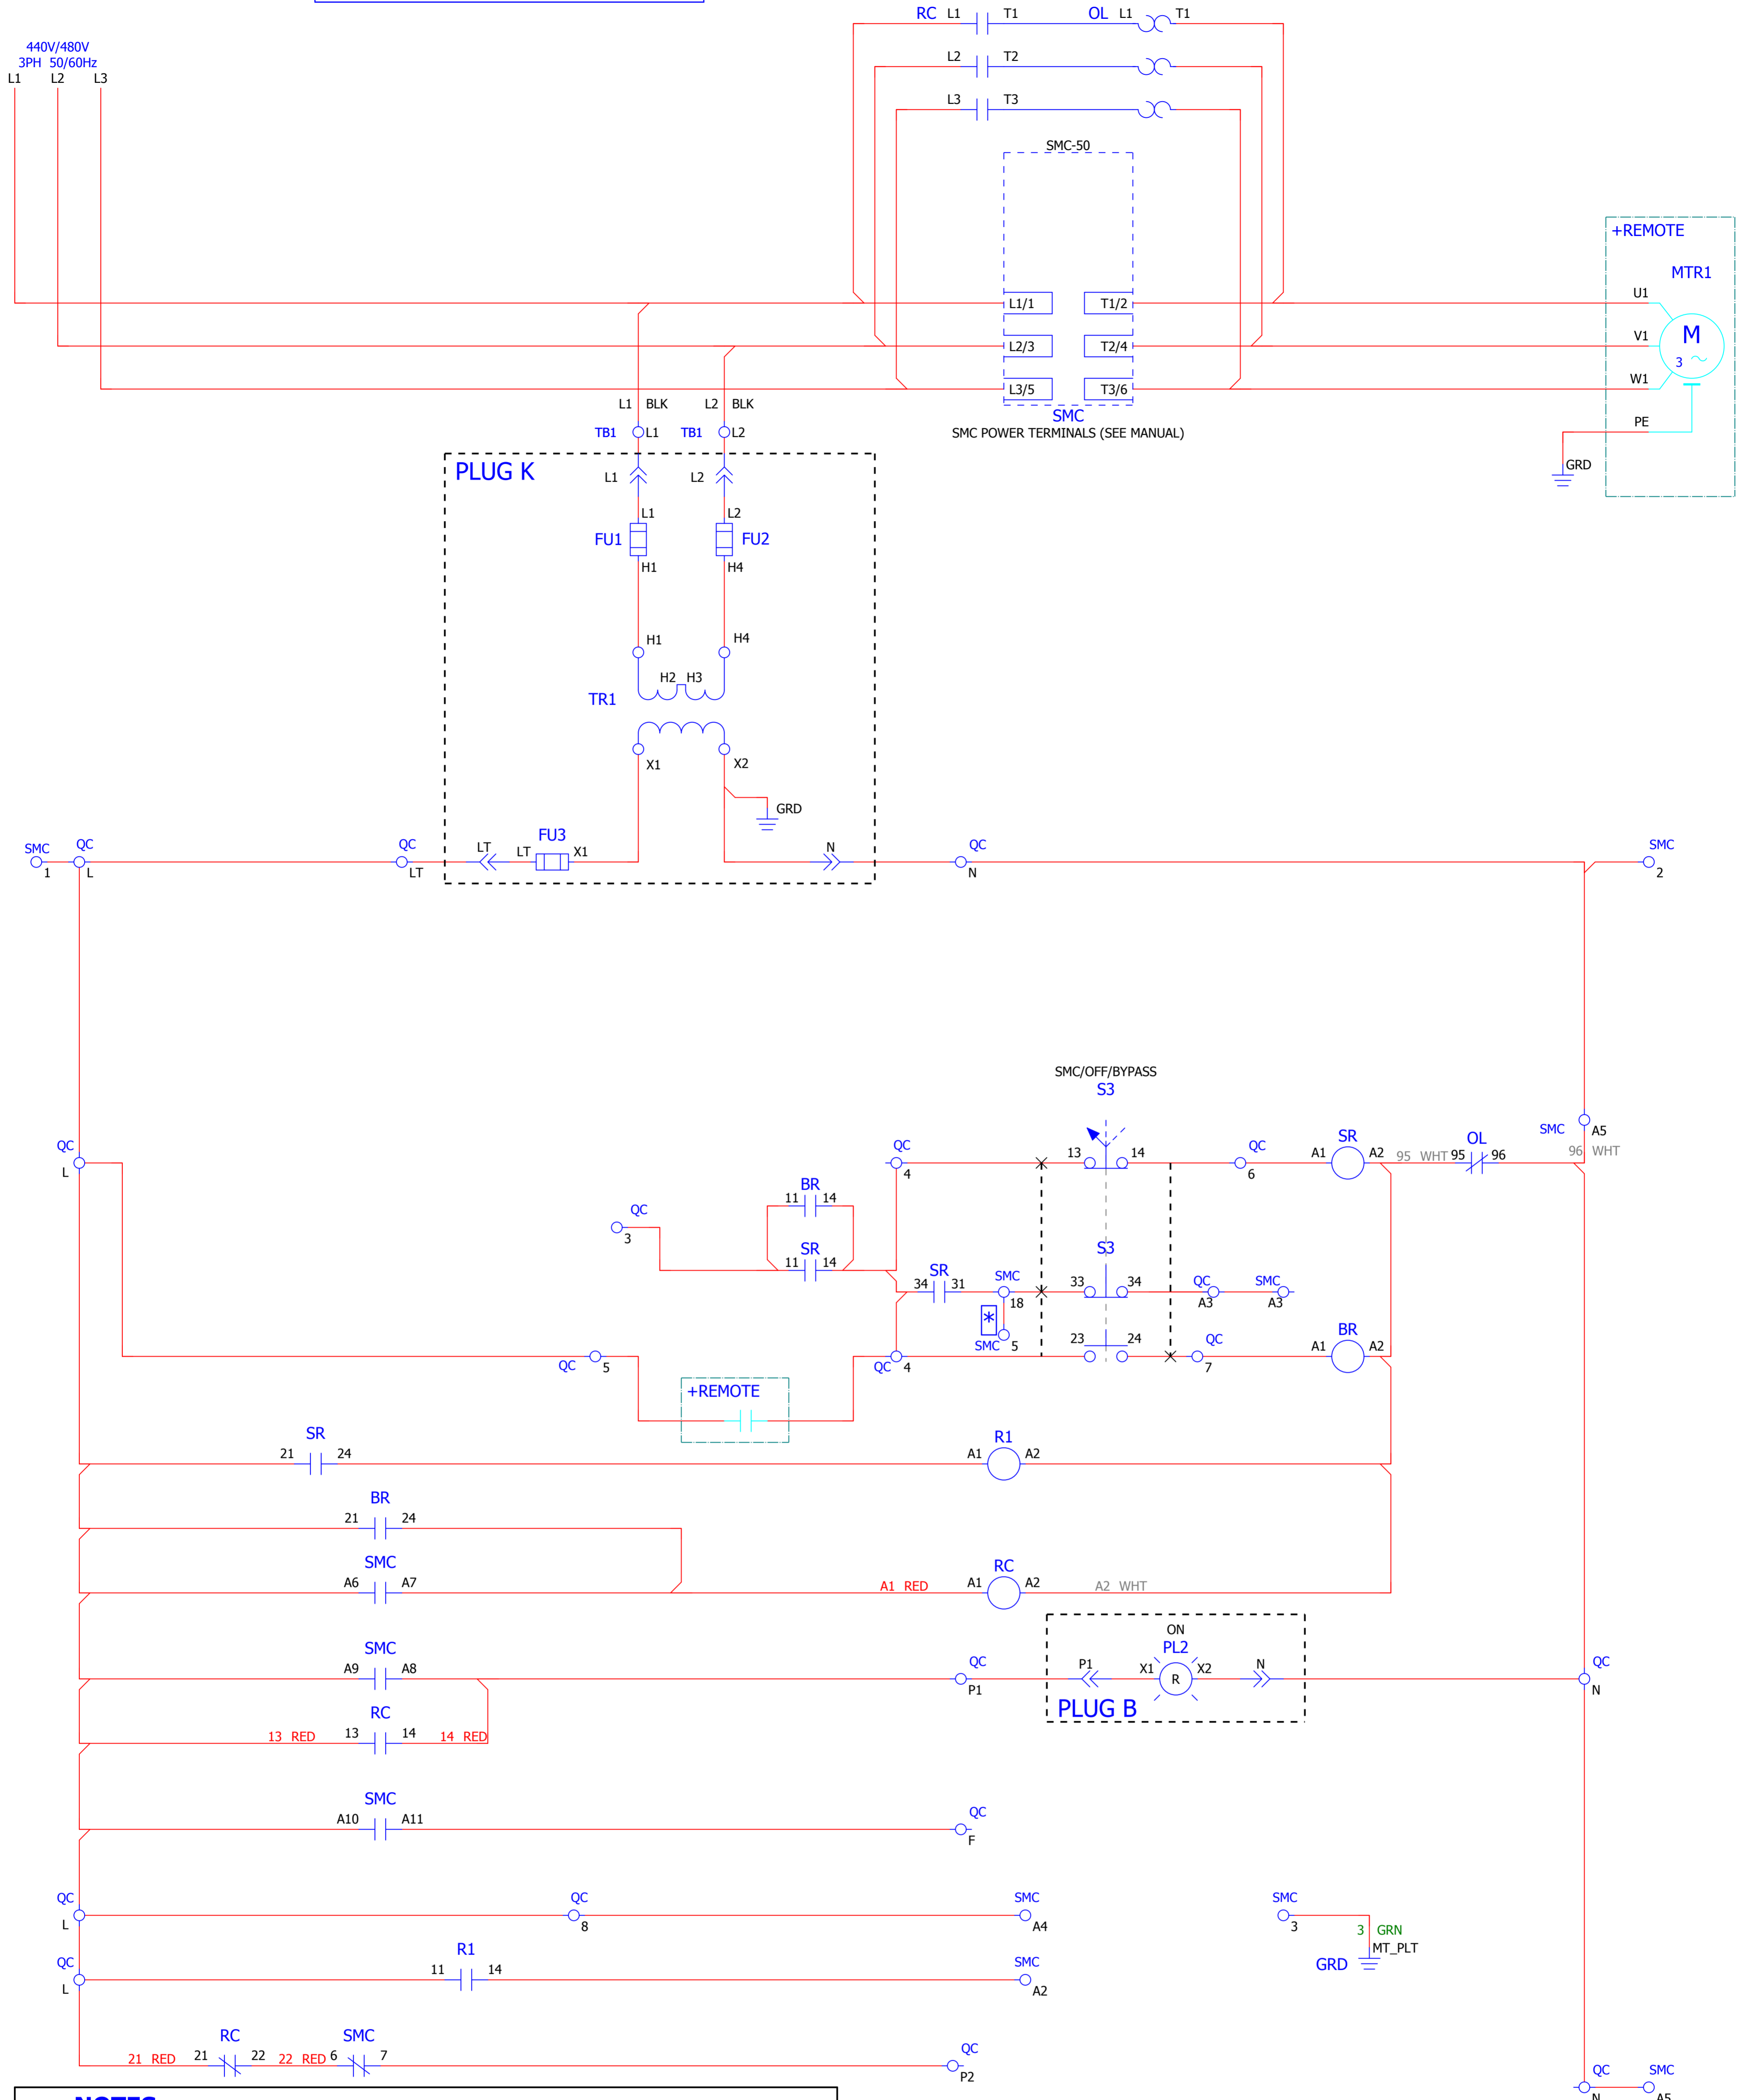 RC L1 T1 OL L1 T1
440V/480V
3PH 50/60Hz
L1 L2 L3
L2 T2
L3 T3
SMC-50
+REMOTE
MTR1
L1/1 T1/2 U1
L2/3 T2/4 V1 M
3
L3/5 T3/6 W1
L1 BLK L2 BLK
SMC
SMC POWER TERMINALS (SEE MANUAL)
PE
TB1 L1 TB1 L2
GRD
PLUG K
L1 L2
L1 L2
FU1 FU2
H1 H4
H1 H4
H2 H3
TR1
X1 X2
GRD
SMC QC QC LT LT FU3 X1 N QC SMC
1 L LT N 2
SMC/OFF/BYPASS
S3
SMC A5
QC QC 13 14 QC SR OL
A1 A2 95 WHT 95 96 96 WHT
L 4 6
BR
11 14
QC
3
SR
11 14
S3
SR
34 31 SMC 33 34 QC SMC
18 A3 A3
*
SMC 5 23 24 QC BR
A1 A2
QC 5 QC 4 7
+REMOTE
SR R1
21 24 A1 A2
BR
21 24
SMC RC
A6 A7 A1 RED A1 A2 A2 WHT
ON
SMC PL2
A9 A8 QC P1 X1 R X2 N QC
P1 N
PLUG B
RC
13 RED 13 14 14 RED
SMC
A10 A11 QC
F
QC QC SMC SMC
L 8 A4 3
3 GRN
MT_PLT
GRD
QC R1 SMC
11 14
L A2
RC SMC
21 RED 21 22 22 RED 6 7 QC
P2
QC SMC
N A5
NOTES